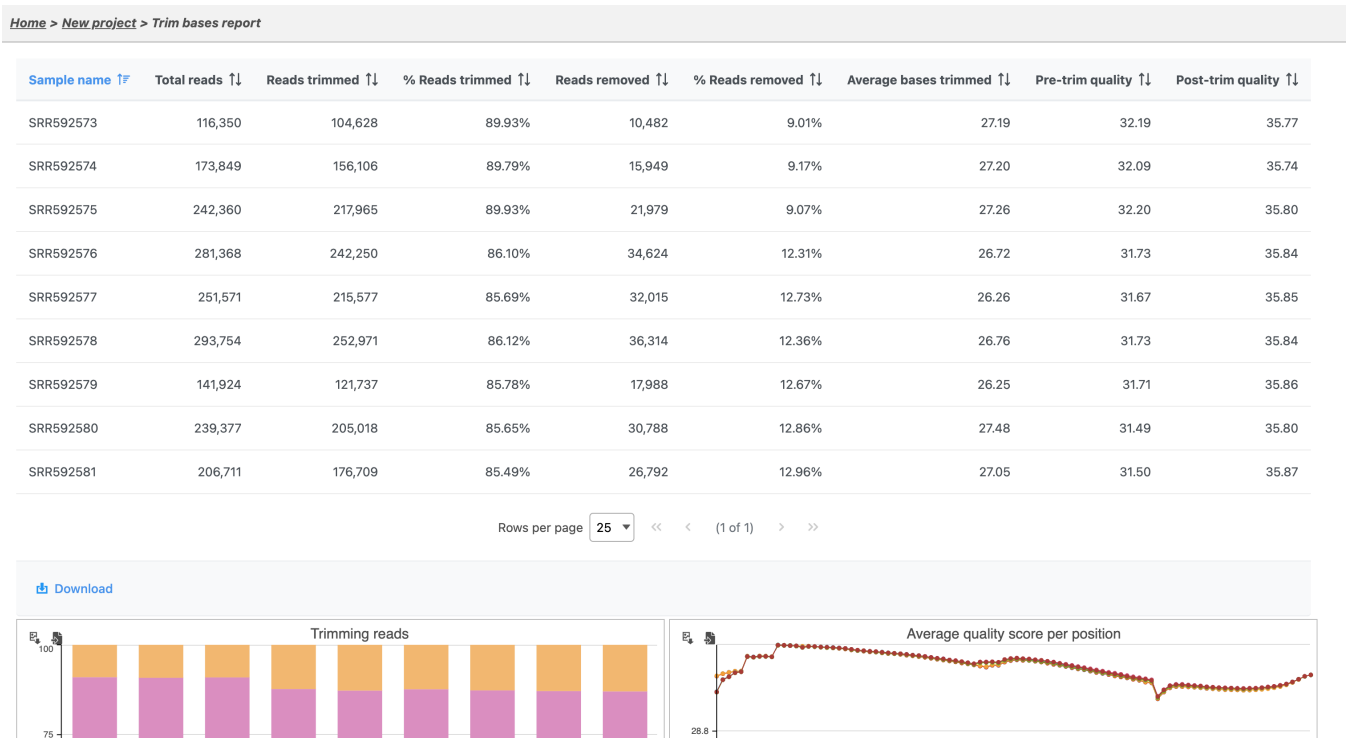 Home > New project > Trim bases report
Sample name Total reads Reads trimmed % Reads trimmed Reads removed % Reads removed Average bases trimmed Pre-trim quality Post-trim quality
SRR592573 116,350 104,628 89.93% 10,482 9.01% 27.19 32.19 35.77
SRR592574 173,849 156,106 89.79% 15,949 9.17% 27.20 32.09 35.74
SRR592575 242,360 217,965 89.93% 21,979 9.07% 27.26 32.20 35.80
SRR592576 281,368 242,250 86.10% 34,624 12.31% 26.72 31.73 35.84
SRR592577 251,571 215,577 85.69% 32,015 12.73% 26.26 31.67 35.85
SRR592578 293,754 252,971 86.12% 36,314 12.36% 26.76 31.73 35.84
SRR592579 141,924 121,737 85.78% 17,988 12.67% 26.25 31.71 35.86
SRR592580 239,377 205,018 85.65% 30,788 12.86% 27.48 31.49 35.80
SRR592581 206,711 176,709 85.49% 26,792 12.96% 27.05 31.50 35.87
Rows per page 25 (1 of 1)
Download
Trimming reads
100
75
Average quality score per position
28.8